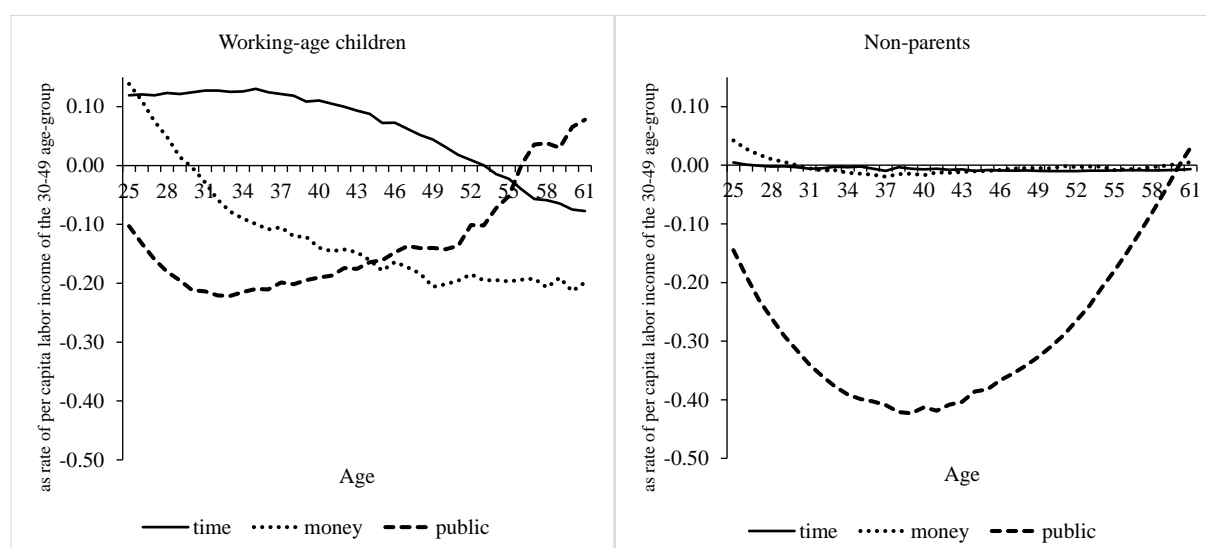 Working-age children
as rate of per capita labor income of the 30-49 age-group
0.10
0.00
-0.10
-0.20
-0.30
-0.40
-0.50
25 28 31 34 37 40 43 46 49 52 55 58 61
Age
time money public
Non-parents
as rate of per capita labor income of the 30-49 age-group
0.10
0.00
-0.10
-0.20
-0.30
-0.40
-0.50
25 28 31 34 37 40 43 46 49 52 55 58 61
Age
time money public